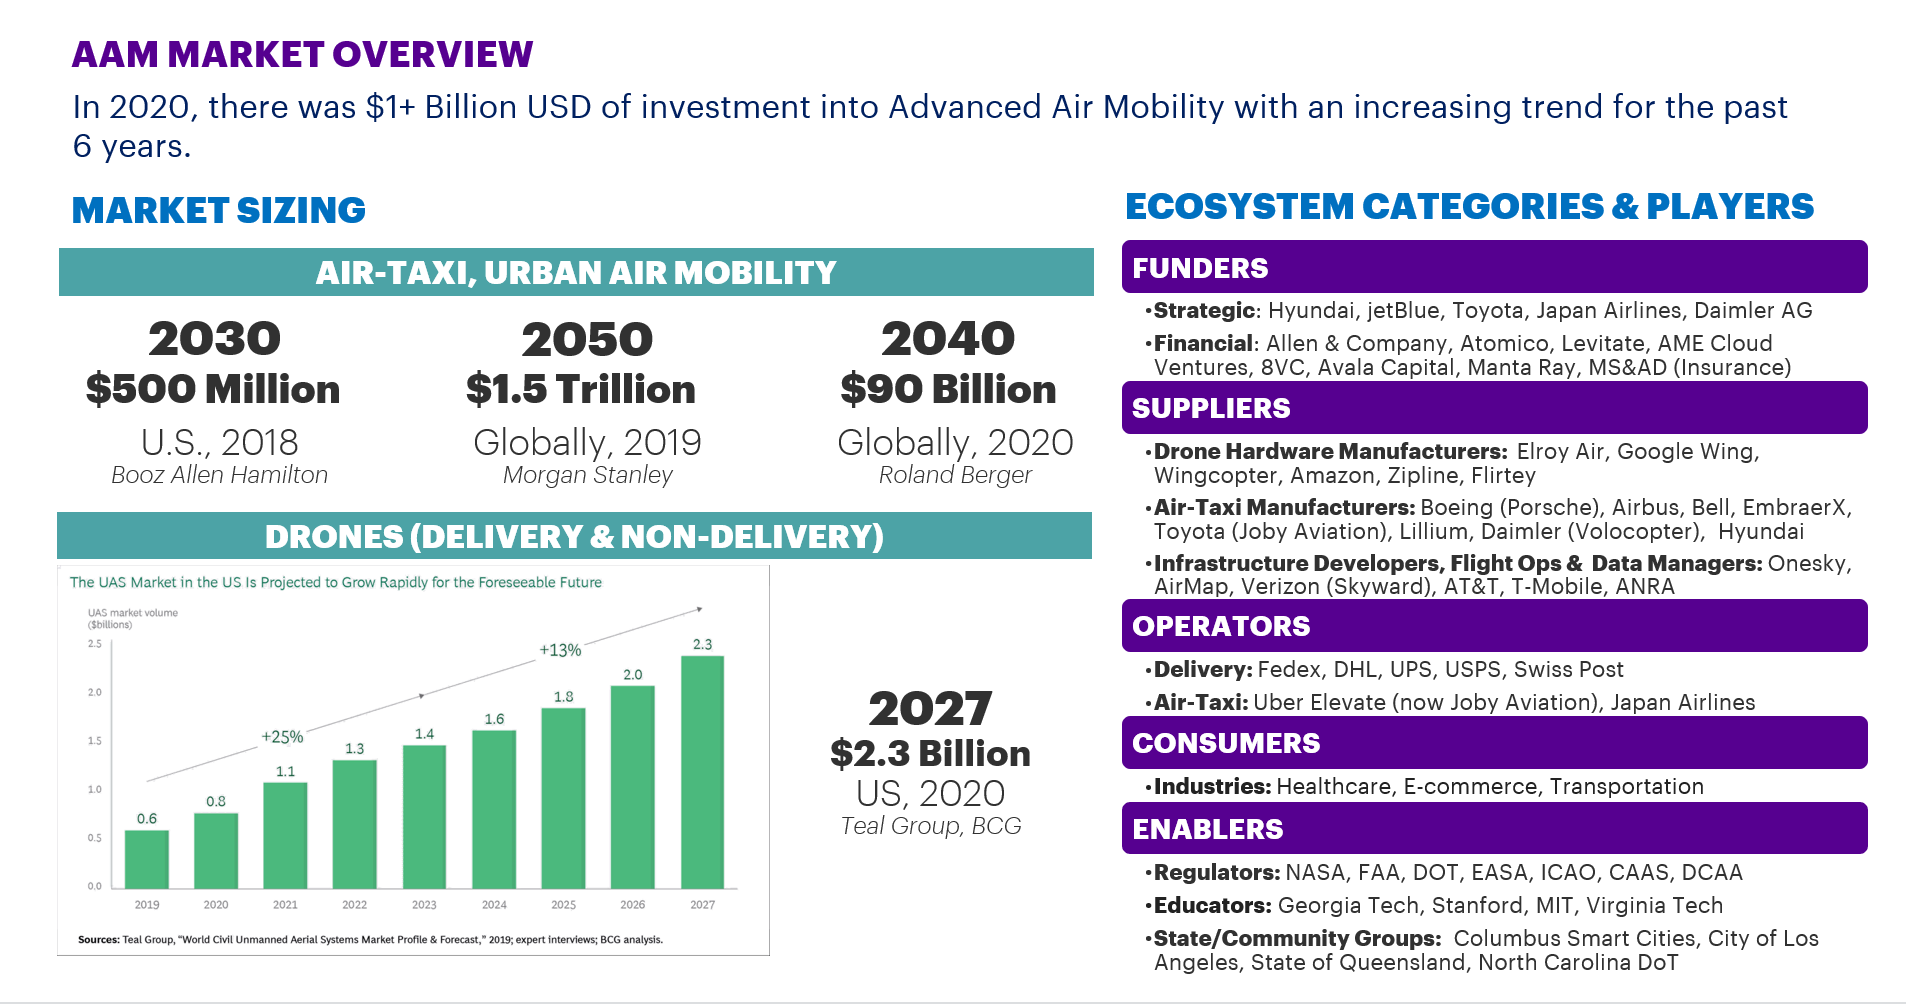 AAM MARKET OVERVIEW
In 2020, there was $1+ Billion USD of investment into Advanced Air Mobility with an increasing trend for the past
6 years.
MARKET SIZING
AIR-TAXI, URBAN AIR MOBILITY
2030
$500 Million
U.S., 2018
Booz Allen Hamilton
2050
$1.5 Trillion
Globally, 2019
Morgan Stanley
2040
$90 Billion
Globally, 2020
Roland Berger
DRONES (DELIVERY & NON-DELIVERY)
The UAS Market in the US Is Projected to Grow Rapidly for the Foreseeable Future
UAS market volume
($billions)
2.5
2.0
1.5
1.0
0.5
0.0
+25%
+13%
0.6
0.8
1.1
1.3
1.4
1.6
1.8
2.0
2.3
2019
2020
2021
2022
2023
2024
2025
2026
2027
Sources: Teal Group, "World Civil Unmanned Aerial Systems Market Profile & Forecast," 2019; expert interviews; BCG analysis.
2027
$2.3 Billion
US, 2020
Teal Group, BCG
ECOSYSTEM CATEGORIES & PLAYERS
FUNDERS
•Strategic: Hyundai, jetBlue, Toyota, Japan Airlines, Daimler AG
•Financial: Allen & Company, Atomico, Levitate, AME Cloud
Ventures, 8VC, Avala Capital, Manta Ray, MS&AD (Insurance)
SUPPLIERS
•Drone Hardware Manufacturers: Elroy Air, Google Wing,
Wingcopter, Amazon, Zipline, Flirtey
•Air-Taxi Manufacturers: Boeing (Porsche), Airbus, Bell, EmbraerX,
Toyota (Joby Aviation), Lillium, Daimler (Volocopter), Hyundai
•Infrastructure Developers, Flight Ops & Data Managers: Onesky,
AirMap, Verizon (Skyward), AT&T, T-Mobile, ANRA
OPERATORS
•Delivery: Fedex, DHL, UPS, USPS, Swiss Post
•Air-Taxi: Uber Elevate (now Joby Aviation), Japan Airlines
CONSUMERS
•Industries: Healthcare, E-commerce, Transportation
ENABLERS
•Regulators: NASA, FAA, DOT, EASA, ICAO, CAAS, DCAA
•Educators: Georgia Tech, Stanford, MIT, Virginia Tech
•State/Community Groups: Columbus Smart Cities, City of Los
Angeles, State of Queensland, North Carolina DoT